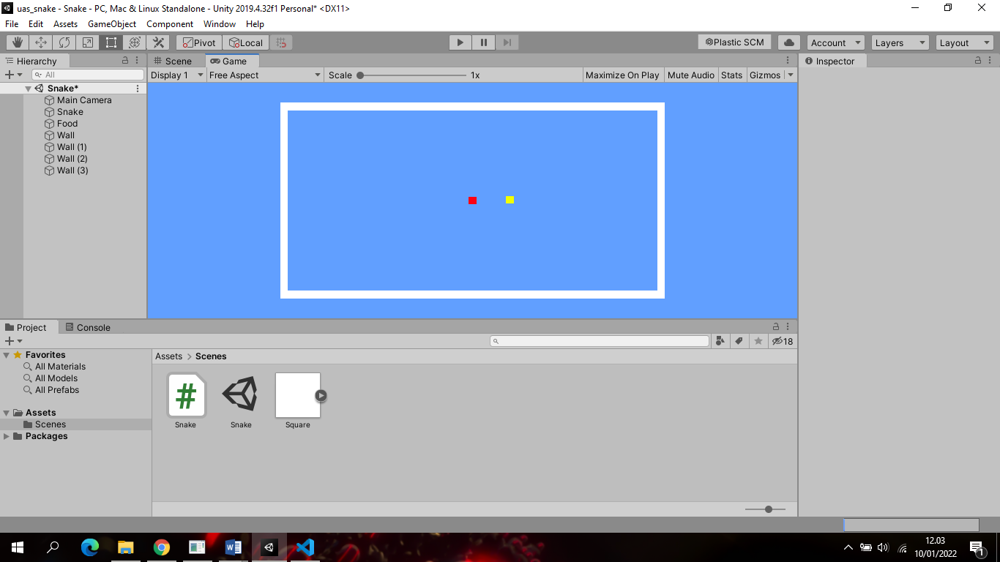 uas_snake - Snake - PC, Mac & Linux Standalone - Unity 2019.4.32f1 Personal* <DX11>
File Edit Assets GameObject Component Window Help
Pivot Local Plastic SCM Account Layers Layout
Hierarchy Scene Game Inspector
All Display 1 Free Aspect Scale 1x Maximize On Play Mute Audio Stats Gizmos
Snake*
Main Camera
Snake
Food
Wall
Wall (1)
Wall (2)
Wall (3)
Project Console
18
Favorites
All Materials
All Models
All Prefabs
Assets
Scenes
Packages
Assets > Scenes
# 
Snake Snake Square
12.03
10/01/2022
1